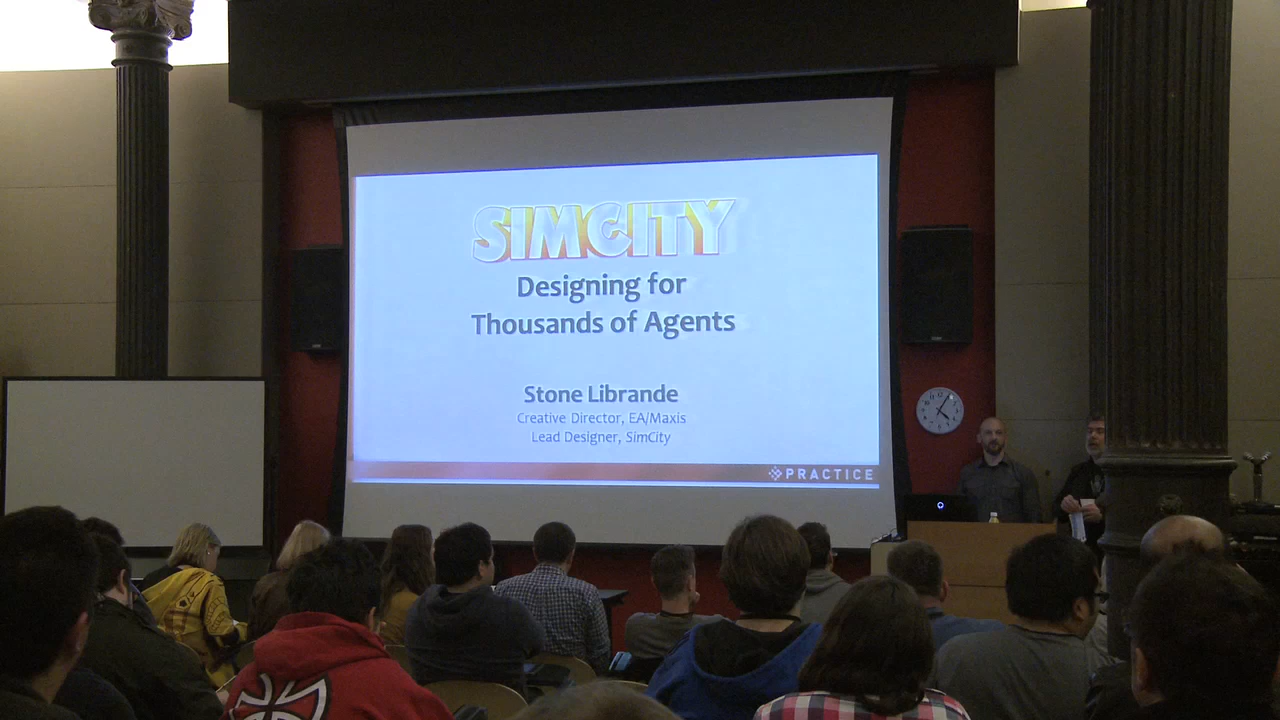 SIMCITY
Designing for
Thousands of Agents
Stone Librande
Creative Director, EA/Maxis
Lead Designer, SimCity
PRACTICE